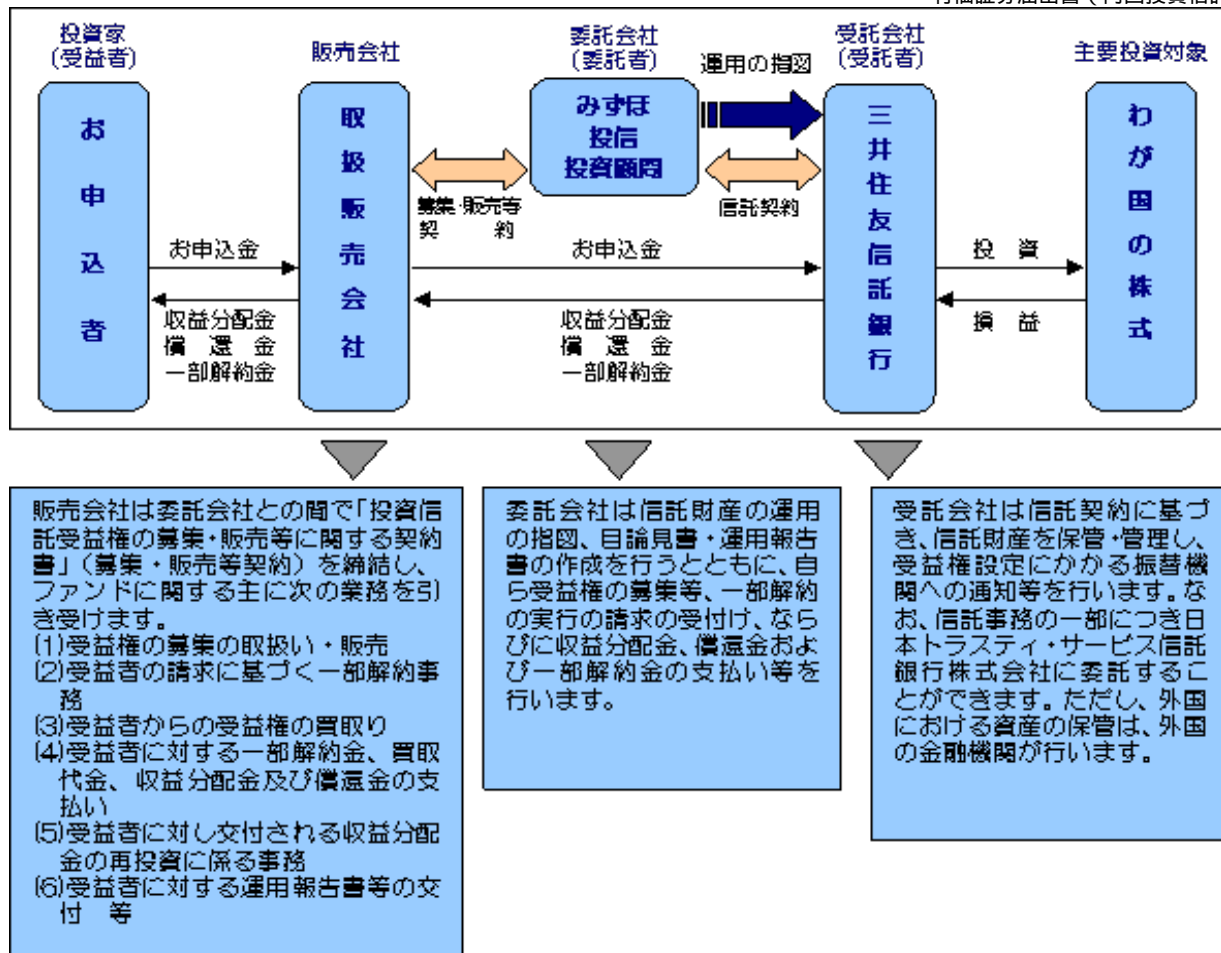 投資家
(受益者)
販売会社
委託会社
(委託者)
受託会社
(受託者)
主要投資対象
運用の指図
お申込者
取扱販売会社
みずほ
投信
投資顧問
三井住友信託銀行
わが国の株式
募集・販売等
契 約
信託契約
お申込金
お申込金
投 資
収益分配金
償 還 金
一部解約金
収益分配金
償 還 金
一部解約金
損 益
販売会社は委託会社との間で「投資信
託受益権の募集・販売等に関する契約
書」(募集・販売等契約)を締結し、
ファンドに関する主に次の業務を引
き受けます。
(1)受益権の募集の取扱い・販売
(2)受益者の請求に基づく一部解約事
務
(3)受益者からの受益権の買取り
(4)受益者に対する一部解約金、買取
代金、収益分配金及び償還金の支
払い
(5)受益者に対し交付される収益分配
金の再投資に係る事務
(6)受益者に対する運用報告書等の交
付 等
委託会社は信託財産の運用
の指図、目論見書・運用報告
書の作成を行うとともに、自
ら受益権の募集等、一部解約
の実行の請求の受付け、なら
びに収益分配金、償還金およ
び一部解約金の支払い等を
行います。
受託会社は信託契約に基づ
き、信託財産を保管・管理し、
受益権設定にかかる振替機
関への通知等を行います。な
お、信託事務の一部につき日
本トラスティ・サービス信託
銀行株式会社に委託するこ
とができます。ただし、外国
における資産の保管は、外国
の金融機関が行います。